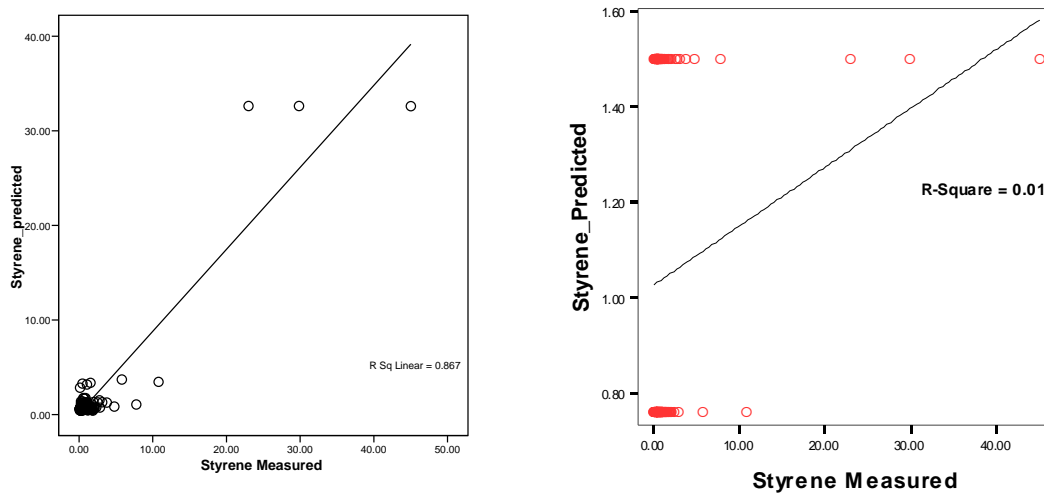 40.00
30.00
20.00
10.00
0.00
Styrene_predicted
R Sq Linear = 0.867
0.00 10.00 20.00 30.00 40.00 50.00
Styrene Measured
1.60
1.40
1.20
1.00
0.80
Styrene_Predicted
R-Square = 0.01
0.00 10.00 20.00 30.00 40.00
Styrene Measured